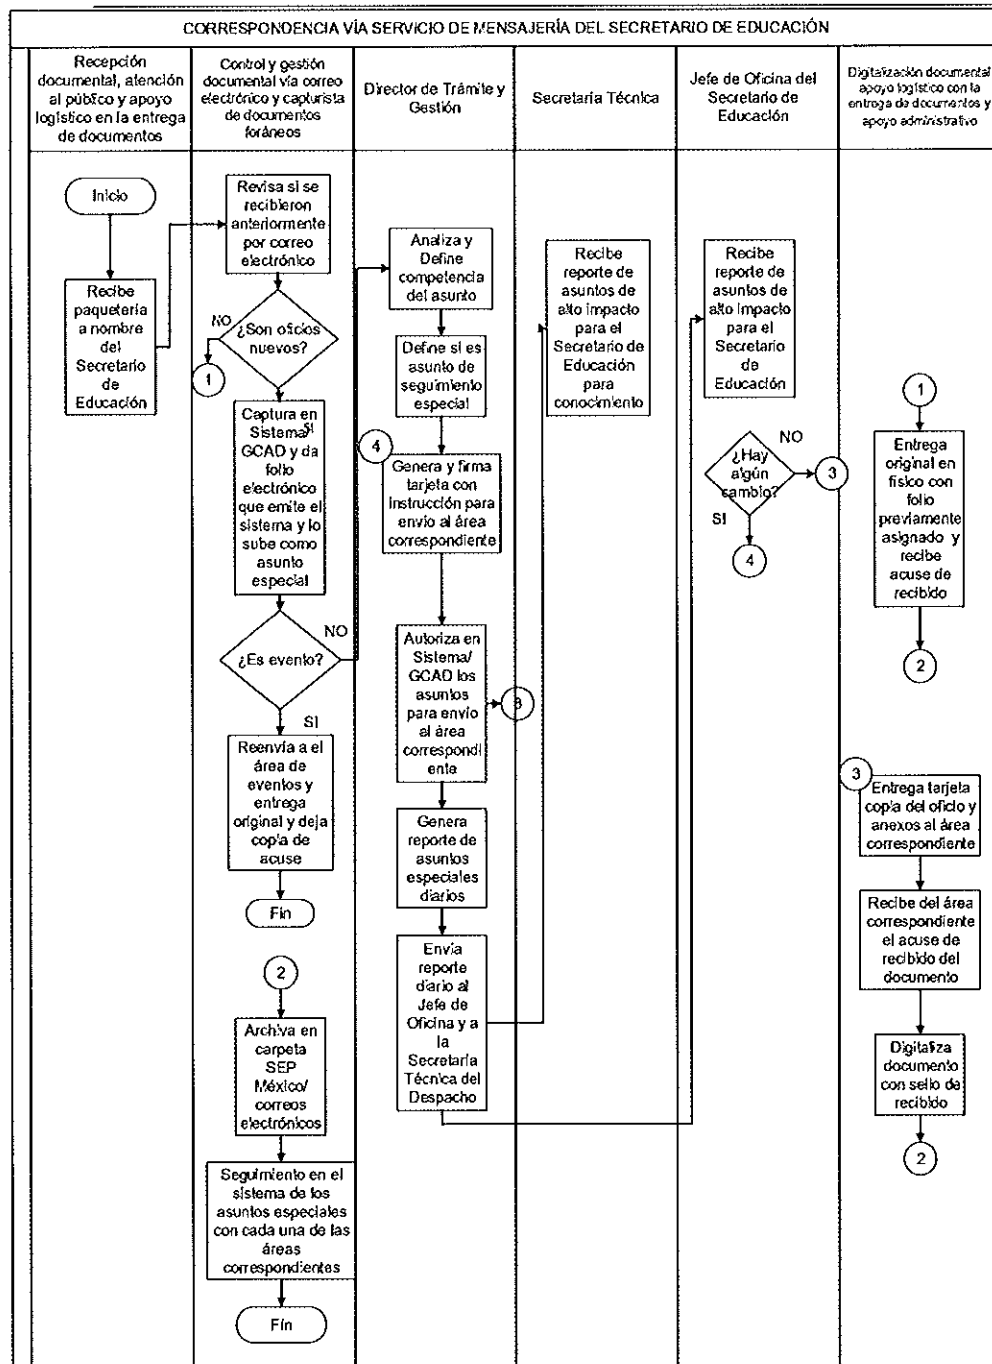 CORRESPONDENCIA VÍA SERVICIO DE MENSAJERÍA DEL SECRETARIO DE EDUCACIÓN
Recepción
documental, atención
al público y apoyo
logístico en la entrega
de documentos
Control y gestión
documental vía correo
electrónico y capturista
de documentos
foráneos
Director de Trámite y
Gestión
Secretaria Técnica
Jefe de Oficina del
Secretario de
Educación
Digitalización documental
apoyo logístico con la
entrega de documentos y
apoyo administrativo
Inicio
Recibe
paquetería
a nombre
del
Secretario
de
Educación
Revisa si se
recibieron
anteriormente
por correo
electrónico
NO
¿Son oficios
nuevos?
1
SI
Captura en
Sistema/
GCAD y da
folio
electrónico
que emite el
sistema y lo
sube como
asunto
especial
NO
¿Es evento?
SI
Reenvía a el
área de
eventos y
entrega
original y deja
copia de
acuse
Fín
2
Archiva en
carpeta
SEP
México/
correos
electrónicos
Seguimiento en el
sistema de los
asuntos especiales
con cada una de las
áreas
correspondientes
Fín
Analiza y
Define
competencia
del asunto
Define si es
asunto de
seguimiento
especial
4
Genera y firma
tarjeta con
instrucción para
envío al área
correspondiente
Autoriza en
Sistema/
GCAD los
asuntos
para envío
al área
correspondi
ente
3
Genera
reporte de
asuntos
especiales
diarios
Envía
reporte
diario al
Jefe de
Oficina y a
la
Secretaría
Técnica del
Despacho
Recibe
reporte de
asuntos de
alto impacto
para el
Secretario de
Educación
para
conocimiento
Recibe
reporte de
asuntos de
alto impacto
para el
Secretario
de
Educación
NO
¿Hay
algún
cambio?
3
SI
4
1
Entrega
original en
físico con
folio
previamente
asignado y
recibe
acuse de
recibido
2
3
Entrega tarjeta
copia del oficio y
anexos al área
correspondiente
Recibe del área
correspondiente
el acuse de
recibido del
documento
Digitaliza
documento
con sello de
recibido
2